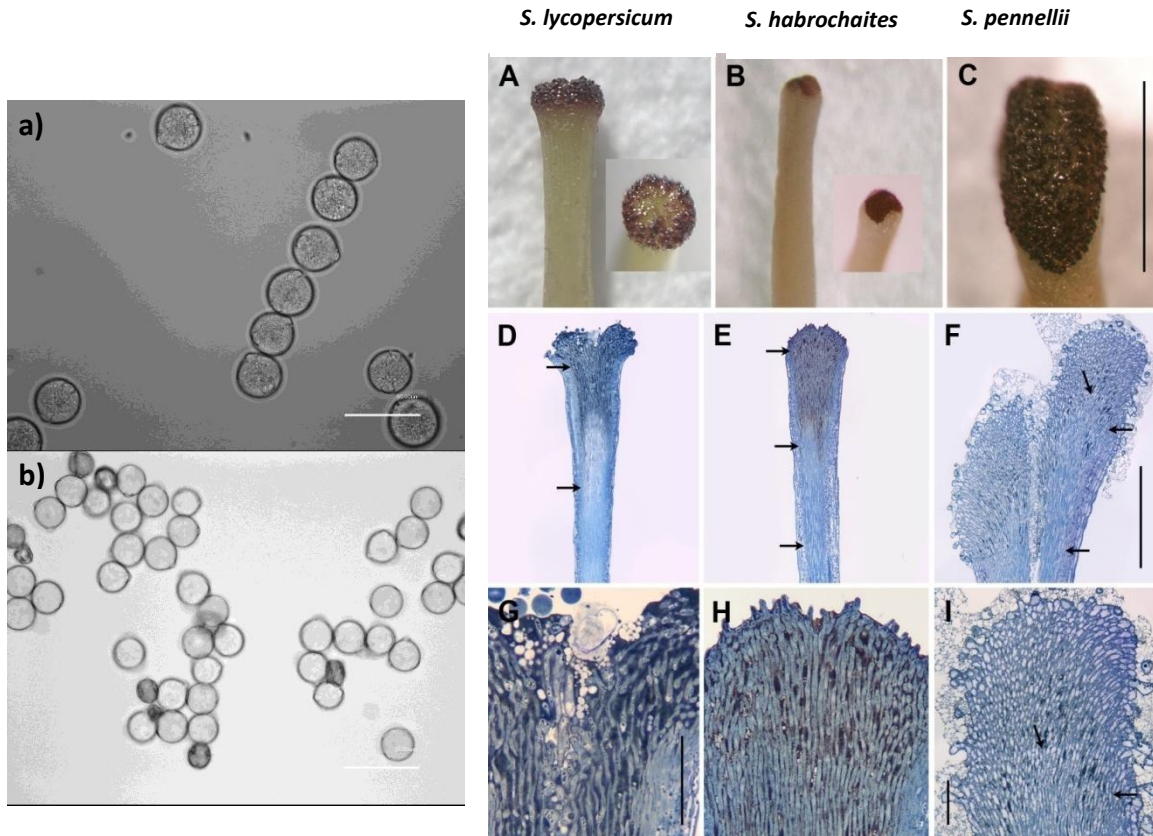 S. lycopersicum S. habrochaites S. pennellii
a)
b)
A B C
D E F
G H I